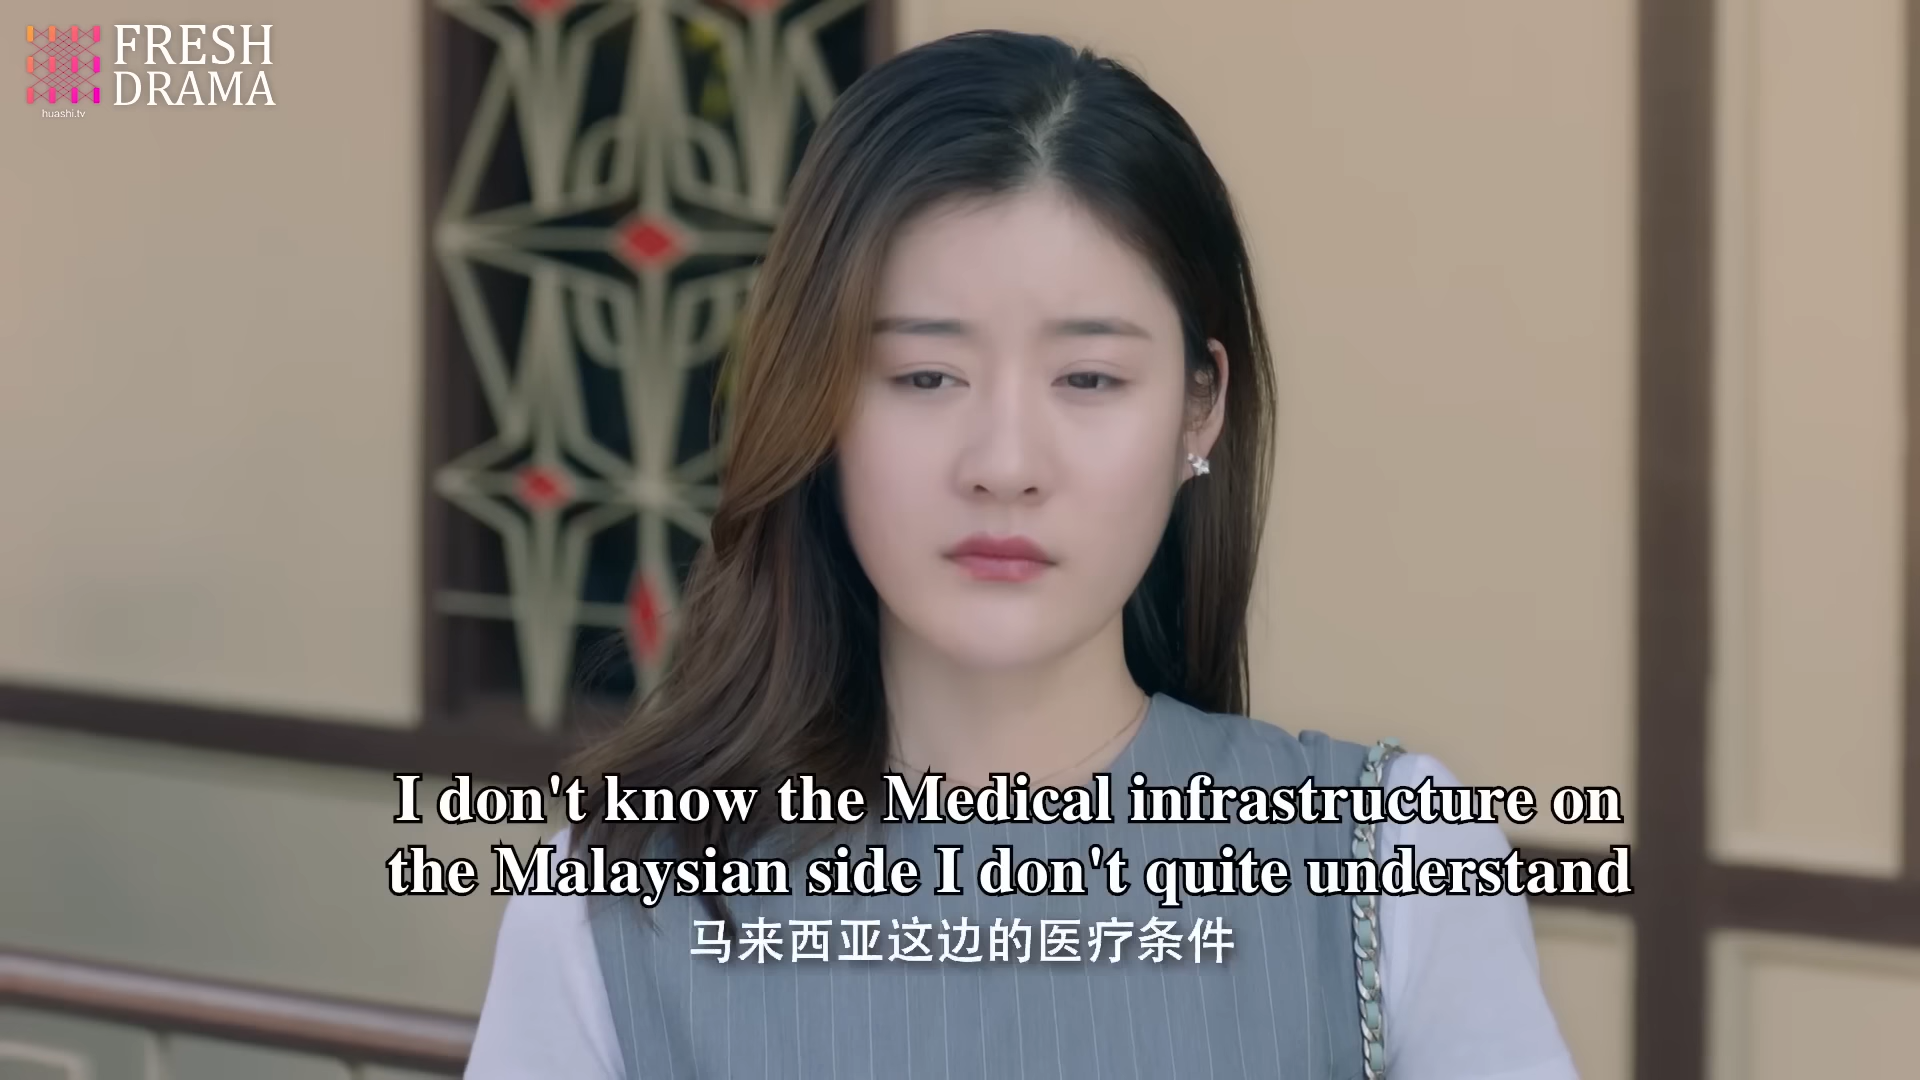 FRESH
DRAMA
huashi.tv
I don't know the Medical infrastructure on
the Malaysian side I don't quite understand
马来西亚这边的医疗条件